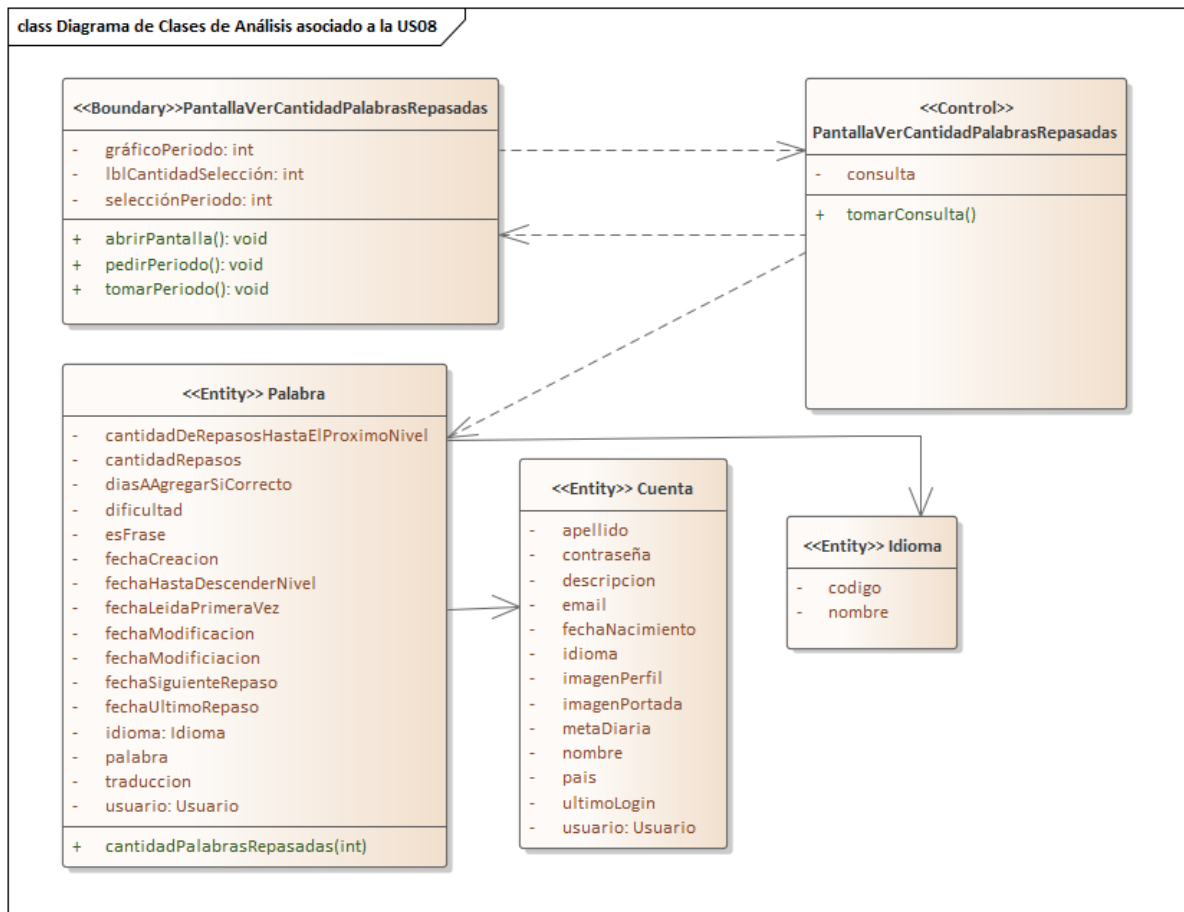 class Diagrama de Clases de Análisis asociado a la US08
<<Boundary>>PantallaVerCantidadPalabrasRepasadas
- gráficoPeriodo: int
- lblCantidadSelección: int
- selecciónPeriodo: int
+ abrirPantalla(): void
+ pedirPeriodo(): void
+ tomarPeriodo(): void
<<Control>>
PantallaVerCantidadPalabrasRepasadas
- consulta
+ tomarConsulta()
<<Entity>> Palabra
- cantidadDeRepasosHastaElProximoNivel
- cantidadRepasos
- diasAAgregarSiCorrecto
- dificultad
- esFrase
- fechaCreacion
- fechaHastaDescenderNivel
- fechaLeidaPrimeraVez
- fechaModificacion
- fechaModificiacion
- fechaSiguienteRepaso
- fechaUltimoRepaso
- idioma: Idioma
- palabra
- traduccion
- usuario: Usuario
+ cantidadPalabrasRepasadas(int)
<<Entity>> Cuenta
- apellido
- contraseña
- descripcion
- email
- fechaNacimiento
- idioma
- imagenPerfil
- imagenPortada
- metaDiaria
- nombre
- pais
- ultimoLogin
- usuario: Usuario
<<Entity>> Idioma
- codigo
- nombre